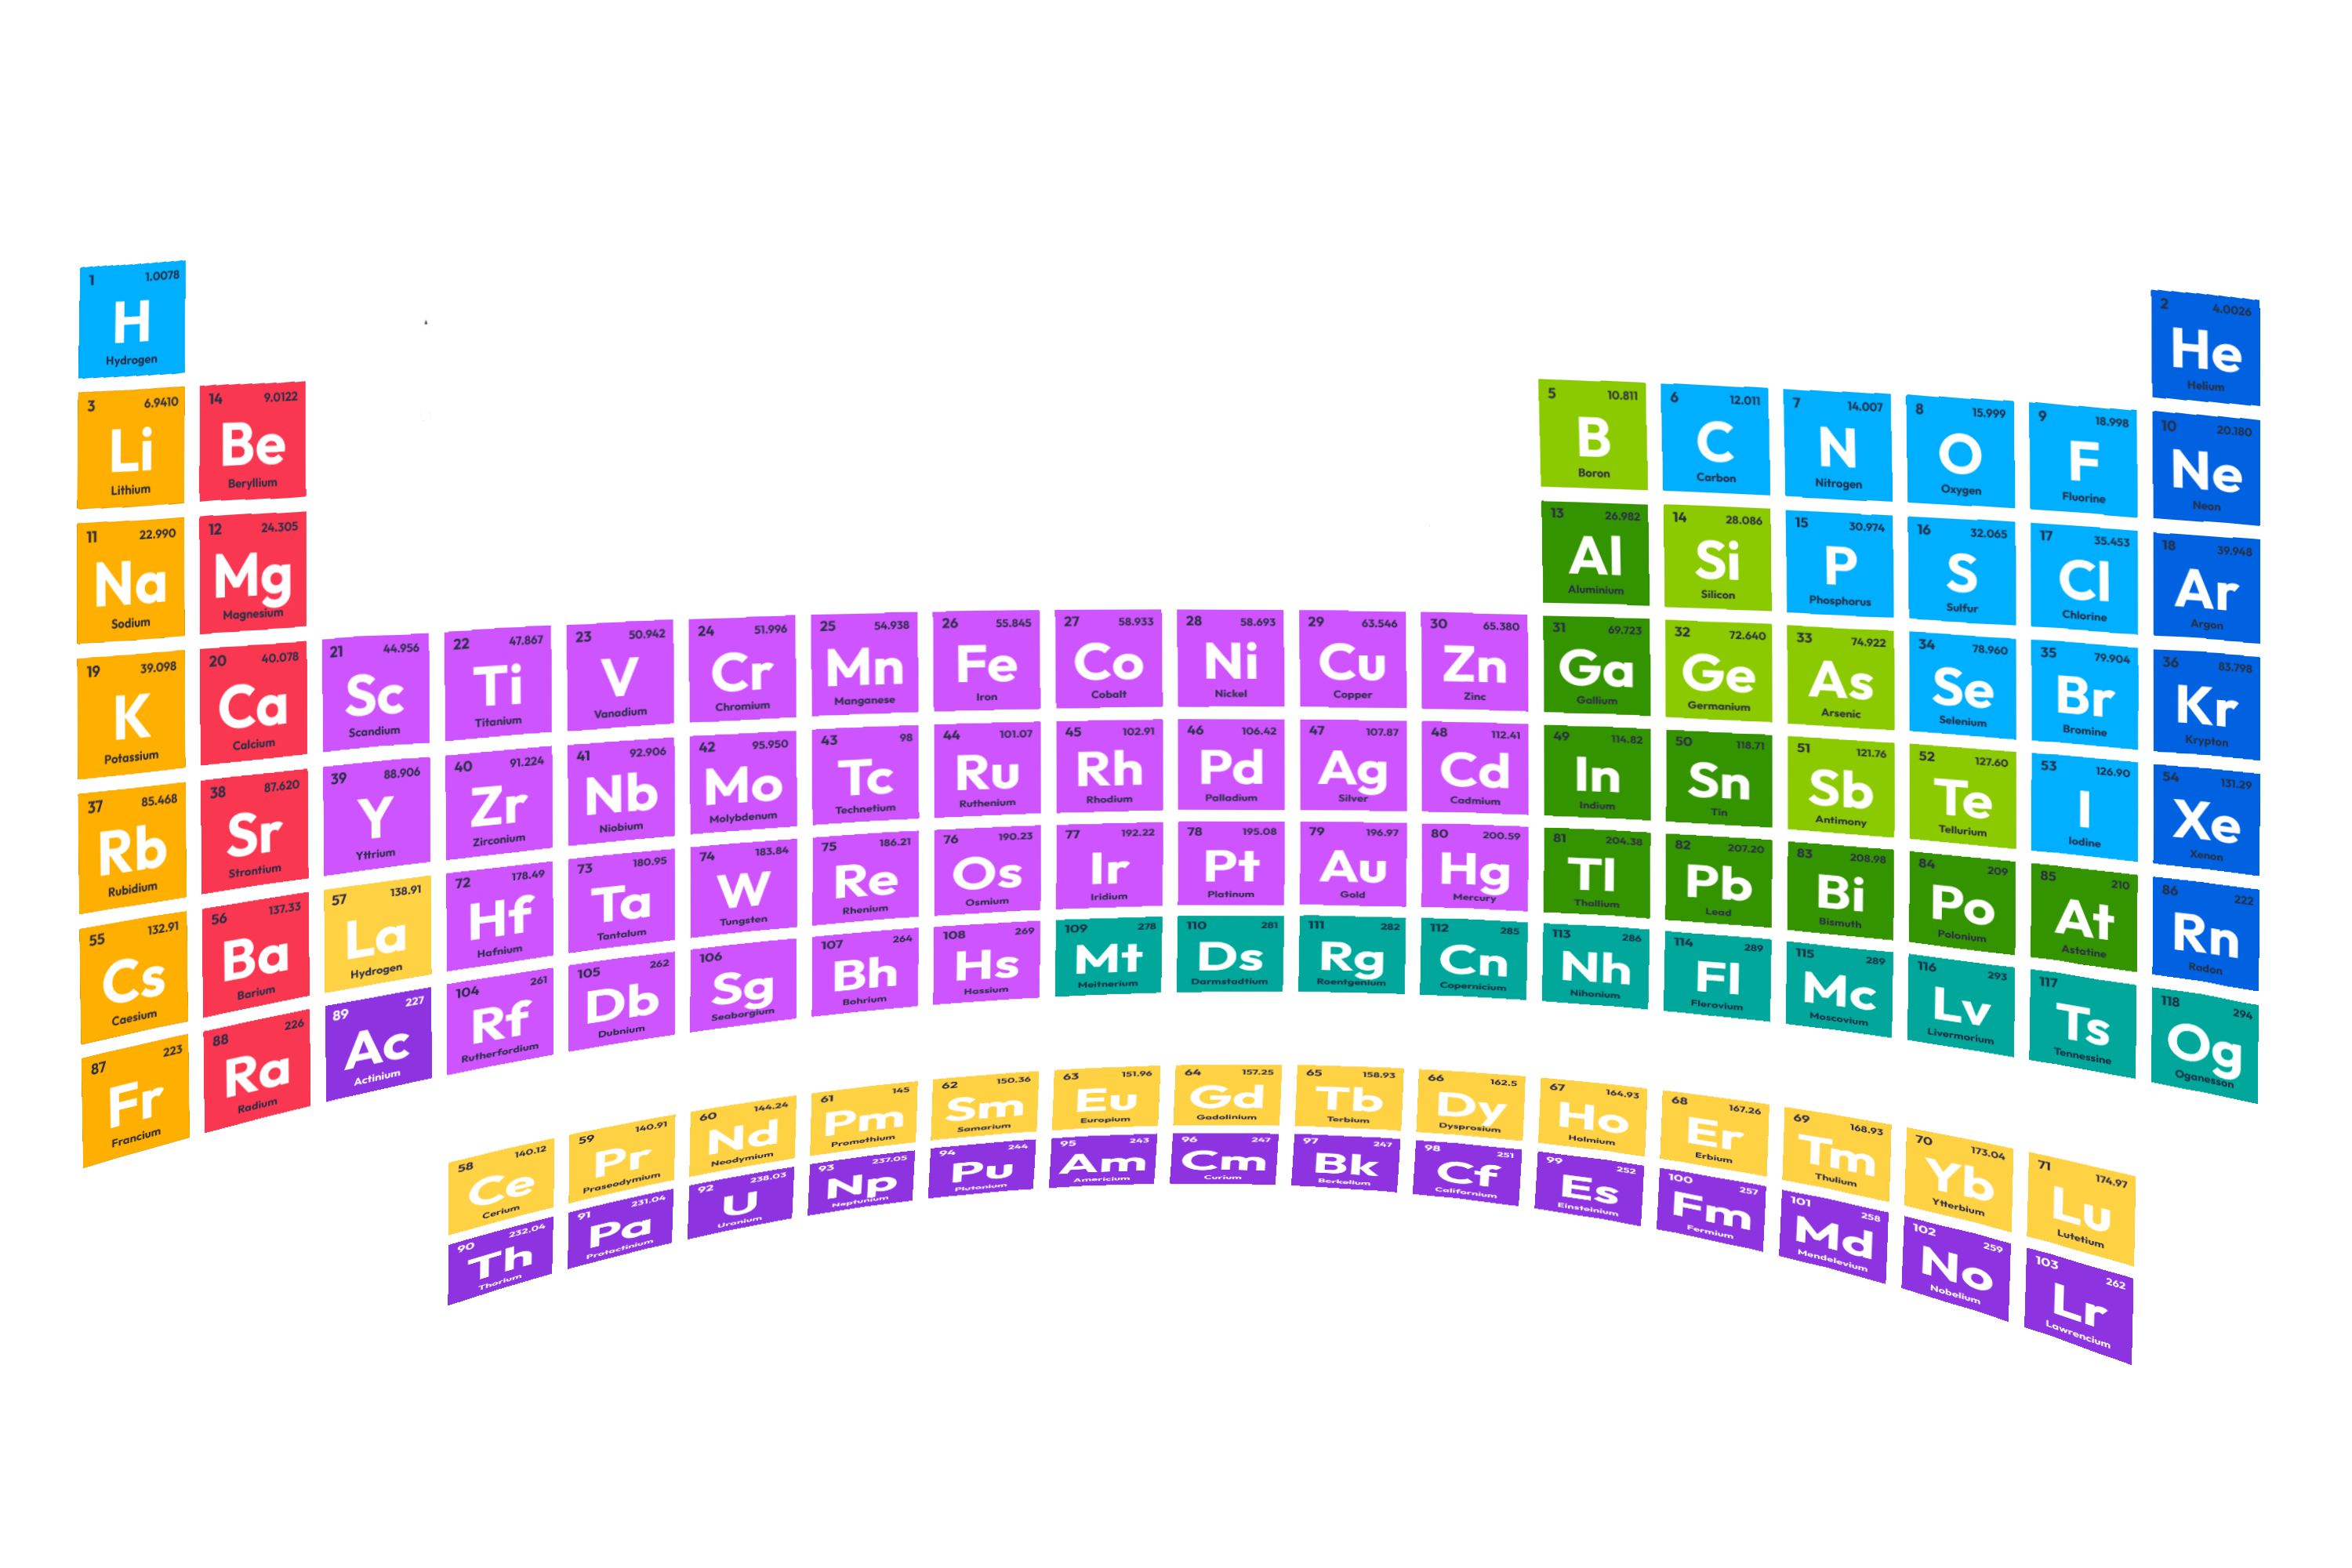 1 1.0078
H
Hydrogen
2 4.0026
He
Helium
3 6.9410
Li
Lithium
14 9.0122
Be
Beryllium
5 10.811
B
Boron
6 12.011
C
Carbon
7 14.007
N
Nitrogen
8 15.999
O
Oxygen
9 18.998
F
Fluorine
10 20.180
Ne
Neon
11 22.990
Na
Sodium
12 24.305
Mg
Magnesium
13 26.982
Al
Aluminium
14 28.086
Si
Silicon
15 30.974
P
Phosphorus
16 32.065
S
Sulfur
17 35.453
Cl
Chlorine
18 39.948
Ar
Argon
19 39.098
K
Potassium
20 40.078
Ca
Calcium
21 44.956
Sc
Scandium
22 47.867
Ti
Titanium
23 50.942
V
Vanadium
24 51.996
Cr
Chromium
25 54.938
Mn
Manganese
26 55.845
Fe
Iron
27 58.933
Co
Cobalt
28 58.693
Ni
Nickel
29 63.546
Cu
Copper
30 65.380
Zn
Zinc
31 69.723
Ga
Gallium
32 72.640
Ge
Germanium
33 74.922
As
Arsenic
34 78.960
Se
Selenium
35 79.904
Br
Bromine
36 83.798
Kr
Krypton
37 85.468
Rb
Rubidium
38 87.620
Sr
Strontium
39 88.906
Y
Yttrium
40 91.224
Zr
Zirconium
41 92.906
Nb
Niobium
42 95.950
Mo
Molybdenum
43 98
Tc
Technetium
44 101.07
Ru
Ruthenium
45 102.91
Rh
Rhodium
46 106.42
Pd
Palladium
47 107.87
Ag
Silver
48 112.41
Cd
Cadmium
49 114.82
In
Indium
50 118.71
Sn
Tin
51 121.76
Sb
Antimony
52 127.60
Te
Tellurium
53 126.90
I
Iodine
54 131.29
Xe
Xenon
55 132.91
Cs
Caesium
56 137.33
Ba
Barium
57 138.91
La
Hydrogen
72 178.49
Hf
Hafnium
73 180.95
Ta
Tantalum
74 183.84
W
Tungsten
75 186.21
Re
Rhenium
76 190.23
Os
Osmium
77 192.22
Ir
Iridium
78 195.08
Pt
Platinum
79 196.97
Au
Gold
80 200.59
Hg
Mercury
81 204.38
Tl
Thallium
82 207.20
Pb
Lead
83 208.98
Bi
Bismuth
84 209
Po
Polonium
85 210
At
Astatine
86 222
Rn
Radon
87 223
Fr
Francium
88 226
Ra
Radium
89 227
Ac
Actinium
104 261
Rf
Rutherfordium
105 262
Db
Dubnium
106
Sg
Seaborgium
107 264
Bh
Bohrium
108 269
Hs
Hassium
109 278
Mt
Meitnerium
110 281
Ds
Darmstadtium
111 282
Rg
Roentgenium
112 285
Cn
Copernicium
113 286
Nh
Nihonium
114 289
Fl
Flerovium
115 289
Mc
Moscovium
116 293
Lv
Livermorium
117
Ts
Tennessine
118 294
Og
Oganesson
58 140.12
Ce
Cerium
59 140.91
Pr
Praseodymium
60 144.24
Nd
Neodymium
61 145
Pm
Promethium
62 150.36
Sm
Samarium
63 151.96
Eu
Europium
64 157.25
Gd
Gadolinium
65 158.93
Tb
Terbium
66 162.5
Dy
Dysprosium
67 164.93
Ho
Holmium
68 167.26
Er
Erbium
69 168.93
Tm
Thulium
70 173.04
Yb
Ytterbium
71 174.97
Lu
Lutetium
90 232.04
Th
Thorium
91 231.04
Pa
Protactinium
92 238.03
U
Uranium
93 237.05
Np
Neptunium
94 244
Pu
Plutonium
95 243
Am
Americium
96 247
Cm
Curium
97 247
Bk
Berkelium
98 251
Cf
Californium
99 252
Es
Einsteinium
100 257
Fm
Fermium
101 258
Md
Mendelevium
102 259
No
Nobelium
103 262
Lr
Lawrencium